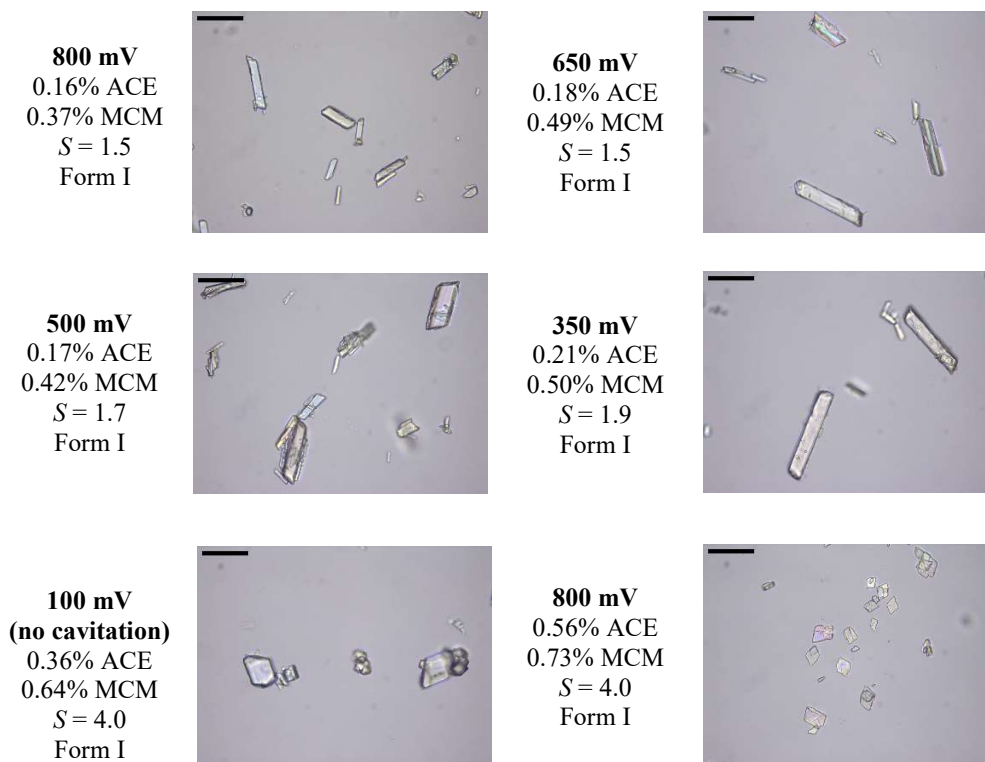 800 mV
0.16% ACE
0.37% MCM
S = 1.5
Form I
650 mV
0.18% ACE
0.49% MCM
S = 1.5
Form I
500 mV
0.17% ACE
0.42% MCM
S = 1.7
Form I
350 mV
0.21% ACE
0.50% MCM
S = 1.9
Form I
100 mV
(no cavitation)
0.36% ACE
0.64% MCM
S = 4.0
Form I
800 mV
0.56% ACE
0.73% MCM
S = 4.0
Form I